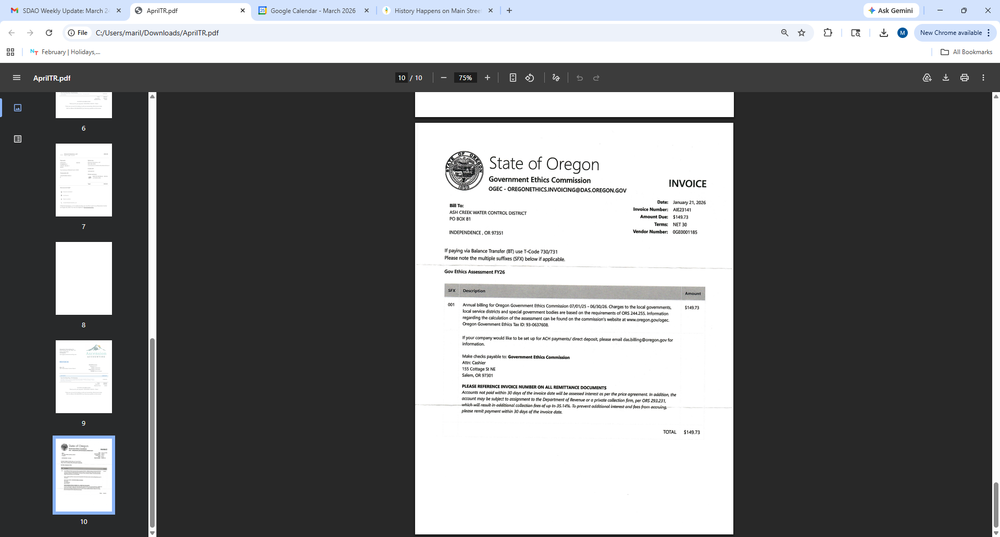 SDAO Weekly Update: March 24
AprilTR.pdf
Google Calendar - March 2026
History Happens on Main Stree
Ask Gemini
File
C:/Users/maril/Downloads/AprilTR.pdf
M
New Chrome available
February | Holidays,...
All Bookmarks
AprilTR.pdf
10 / 10
75%
6
7
8
Ascension
ACCOUNTING
INVOICE
9
State of Oregon
INVOICE
10
STATE OF OREGON
1859
State of Oregon
Government Ethics Commission
OGEC - OREGONETHICS.INVOICING@DAS.OREGON.GOV
INVOICE
Date: January 21, 2026
Invoice Number: AIE23141
Amount Due: $149.73
Terms: NET 30
Vendor Number: 0GE0001185
Bill To:
ASH CREEK WATER CONTROL DISTRICT
PO BOX 81
INDEPENDENCE , OR 97351
If paying via Balance Transfer (BT) use T-Code 730/731
Please note the multiple suffixes (SFX) below if applicable.
Gov Ethics Assessment FY26
SFX Description Amount
001 Annual billing for Oregon Government Ethics Commission 07/01/25 - 06/30/26. Charges to the local governments, $149.73
local service districts and special government bodies are based on the requirements of ORS 244.255. Information
regarding the calculation of the assessment can be found on the commission's website at www.oregon.gov/ogec.
Oregon Government Ethics Tax ID: 93-0637608.
If your company would like to be set up for ACH payments/ direct deposit, please email das.billing@oregon.gov for
information.
Make checks payable to: Government Ethics Commission
Attn: Cashier
155 Cottage St NE
Salem, OR 97301
PLEASE REFERENCE INVOICE NUMBER ON ALL REMITTANCE DOCUMENTS
Accounts not paid within 30 days of the invoice date will be assessed interest as per the price agreement. In addition, the
account may be subject to assignment to the Department of Revenue or a private collection firm, per ORS 293.231,
which will result in additional collection fees of up to 35.14%. To prevent additional interest and fees from accruing,
please remit payment within 30 days of the invoice date.
TOTAL $149.73